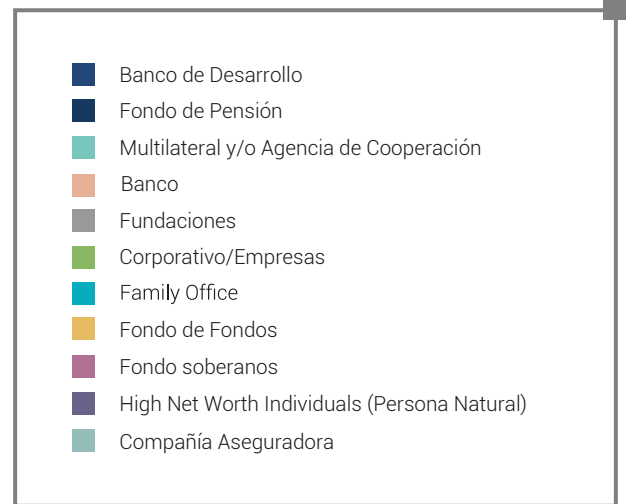 Banco de Desarrollo
Fondo de Pensión
Multilateral y/o Agencia de Cooperación
Banco
Fundaciones
Corporativo/Empresas
Family Office
Fondo de Fondos
Fondo soberanos
High Net Worth Individuals (Persona Natural)
Compañía Aseguradora